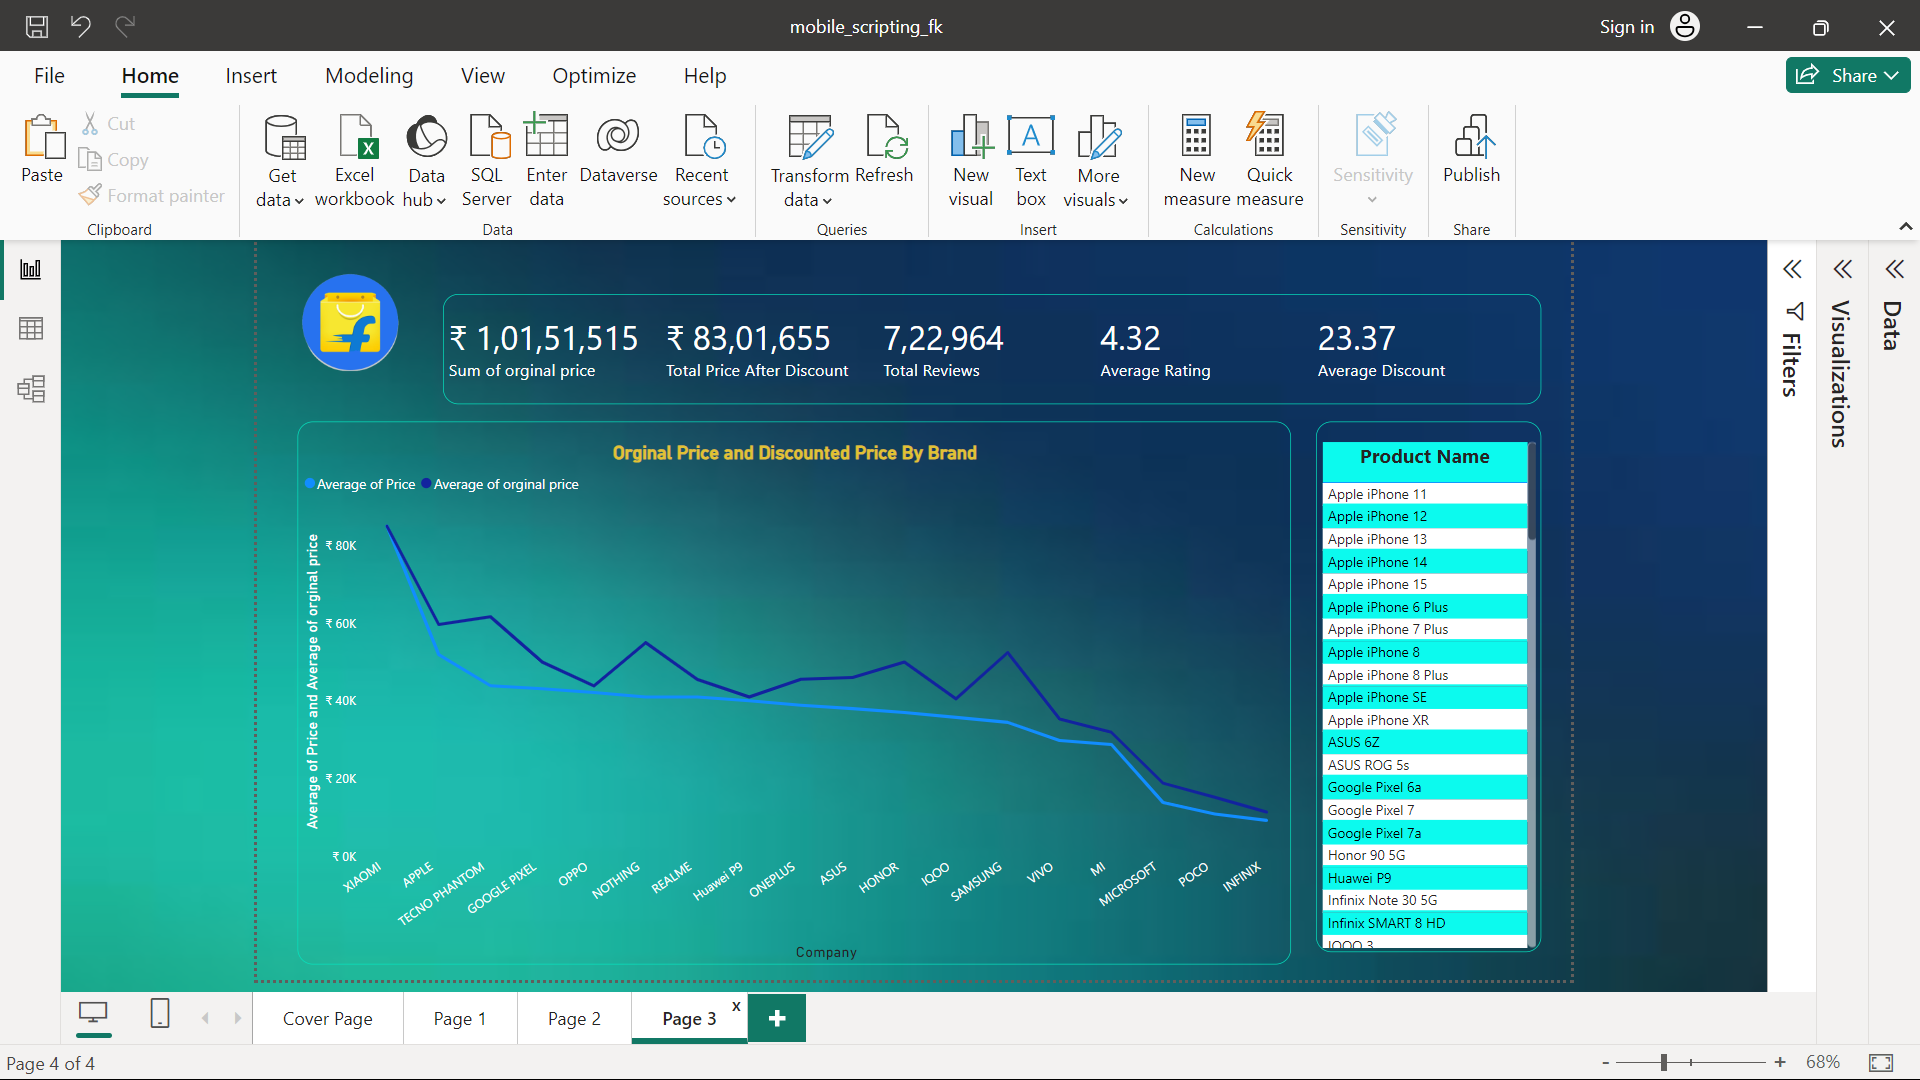 mobile_scripting_fk
Sign in
File Home Insert Modeling View Optimize Help
Share
Paste
Cut
Copy
Format painter
Clipboard
Get data
Excel workbook
Data hub
SQL Server
Enter data
Dataverse
Recent sources
Data
Transform data
Refresh
Queries
New visual
Text box
More visuals
Insert
New measure
Quick measure
Calculations
Sensitivity
Sensitivity
Publish
Share
Filters
Visualizations
Data
₹ 1,01,51,515
Sum of orginal price
₹ 83,01,655
Total Price After Discount
7,22,964
Total Reviews
4.32
Average Rating
23.37
Average Discount
Orginal Price and Discounted Price By Brand
Average of Price Average of orginal price
Average of Price and Average of orginal price
₹ 80K
₹ 60K
₹ 40K
₹ 20K
₹ 0K
XIAOMI
APPLE
TECNO PHANTOM
GOOGLE PIXEL
OPPO
NOTHING
REALME
Huawei P9
ONEPLUS
ASUS
HONOR
IQOO
SAMSUNG
VIVO
MI
MICROSOFT
POCO
INFINIX
Company
Product Name
Apple iPhone 11
Apple iPhone 12
Apple iPhone 13
Apple iPhone 14
Apple iPhone 15
Apple iPhone 6 Plus
Apple iPhone 7 Plus
Apple iPhone 8
Apple iPhone 8 Plus
Apple iPhone SE
Apple iPhone XR
ASUS 6Z
ASUS ROG 5s
Google Pixel 6a
Google Pixel 7
Google Pixel 7a
Honor 90 5G
Huawei P9
Infinix Note 30 5G
Infinix SMART 8 HD
IQOO 3
Cover Page
Page 1
Page 2
Page 3
x
+
Page 4 of 4
- + 68%